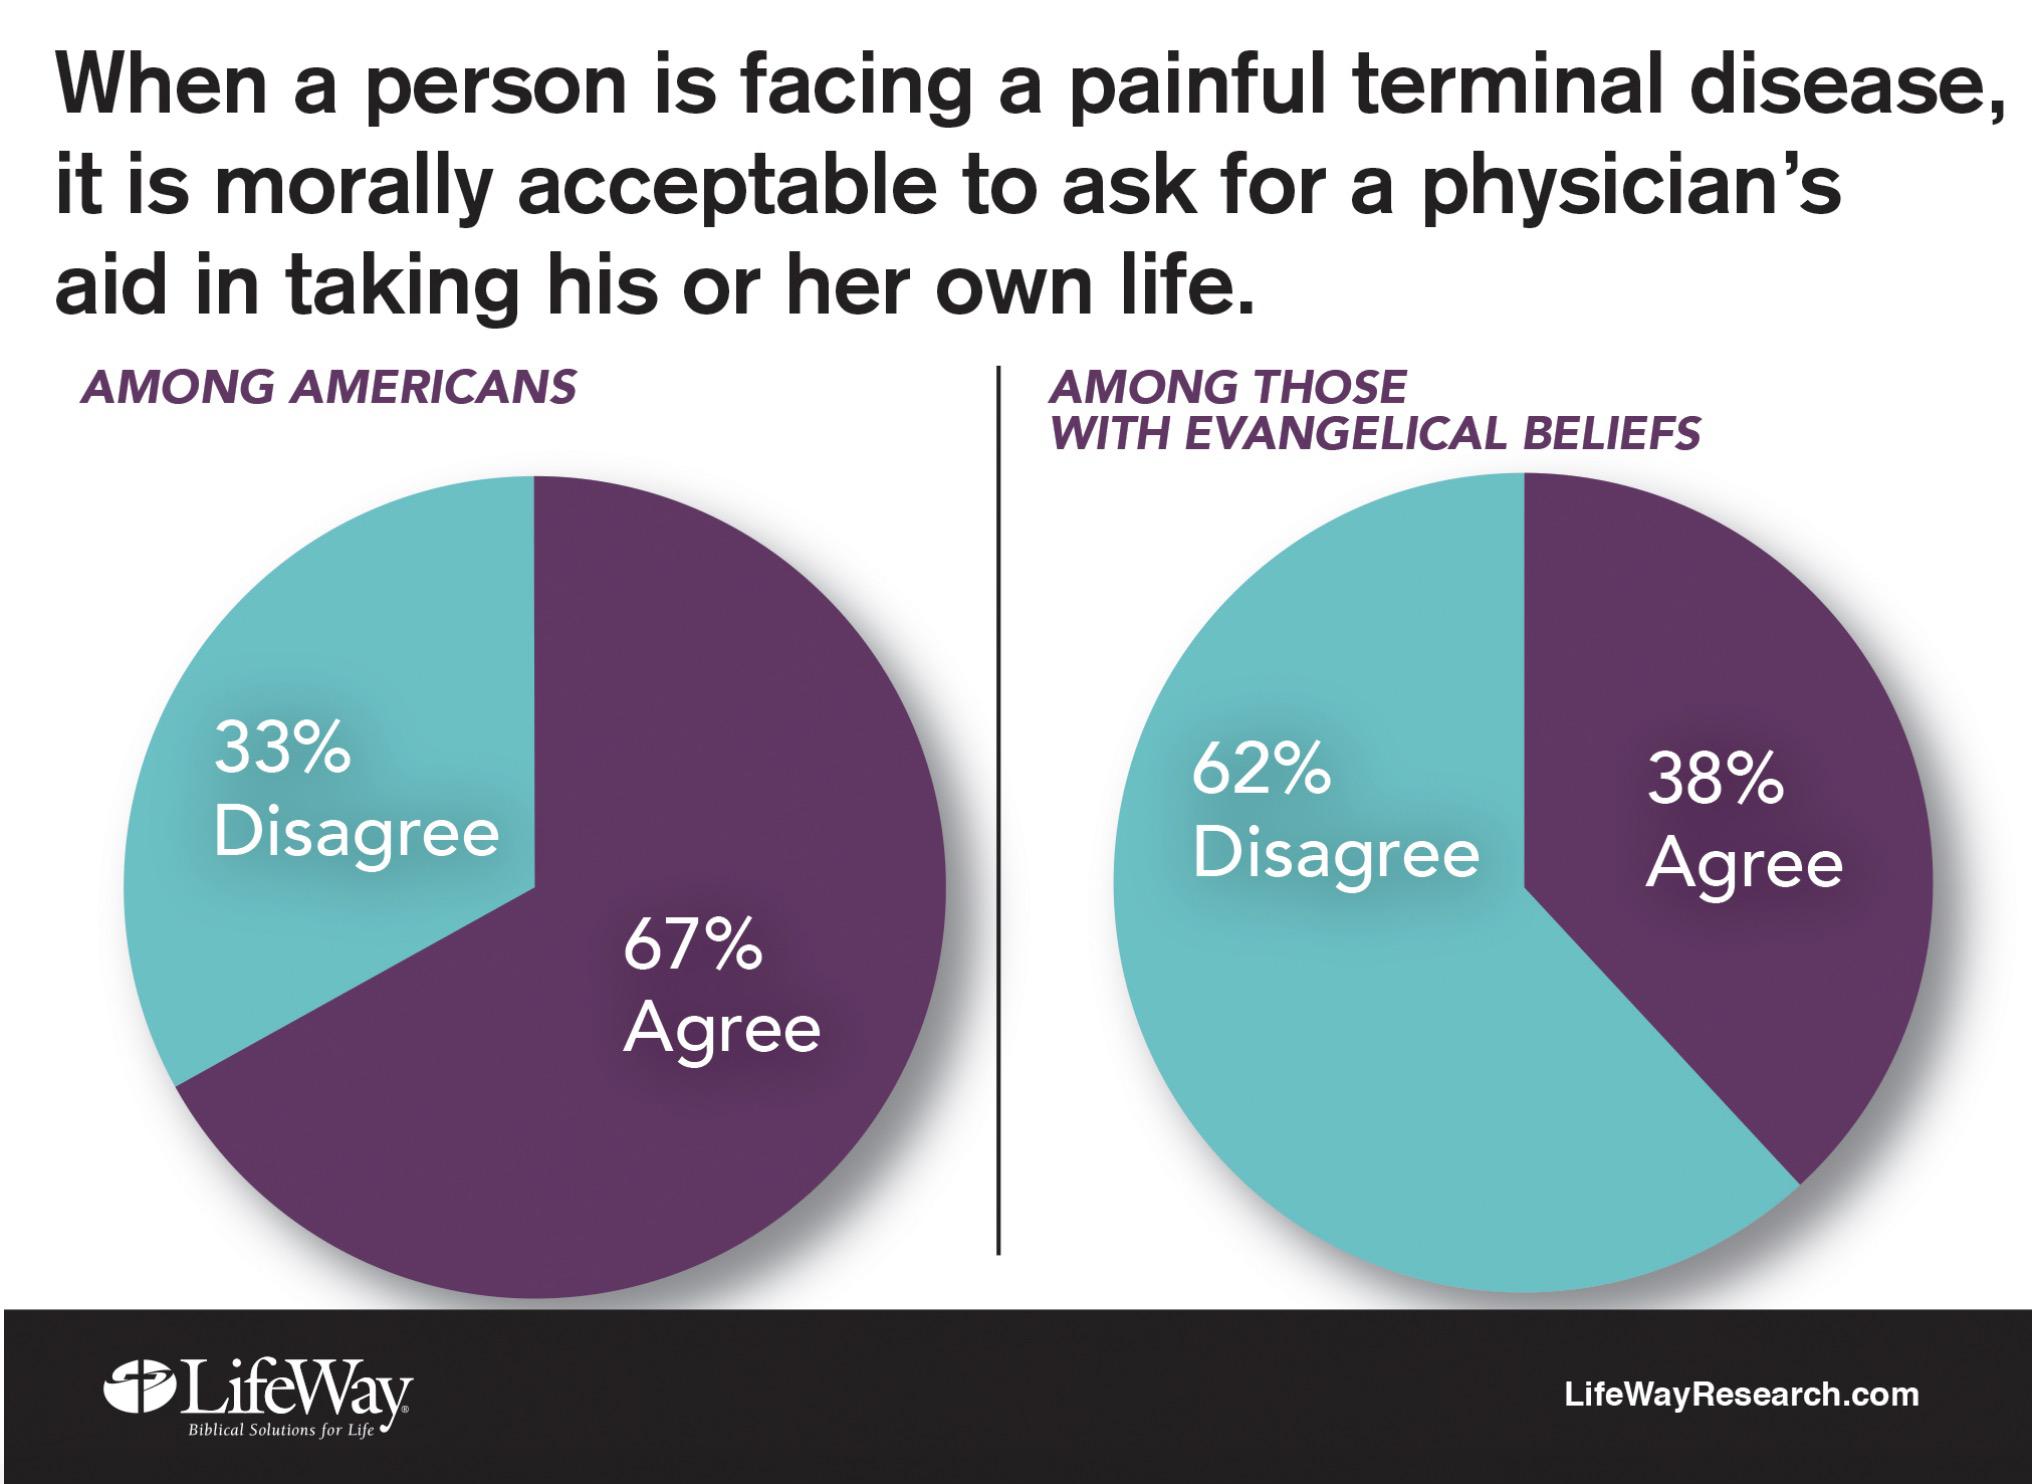 When a person is facing a painful terminal disease,
it is morally acceptable to ask for a physician’s
aid in taking his or her own life.
AMONG AMERICANS
33%
Disagree
67%
Agree
AMONG THOSE
WITH EVANGELICAL BELIEFS
62%
Disagree
38%
Agree
LifeWay®
Biblical Solutions for Life
LifeWayResearch.com